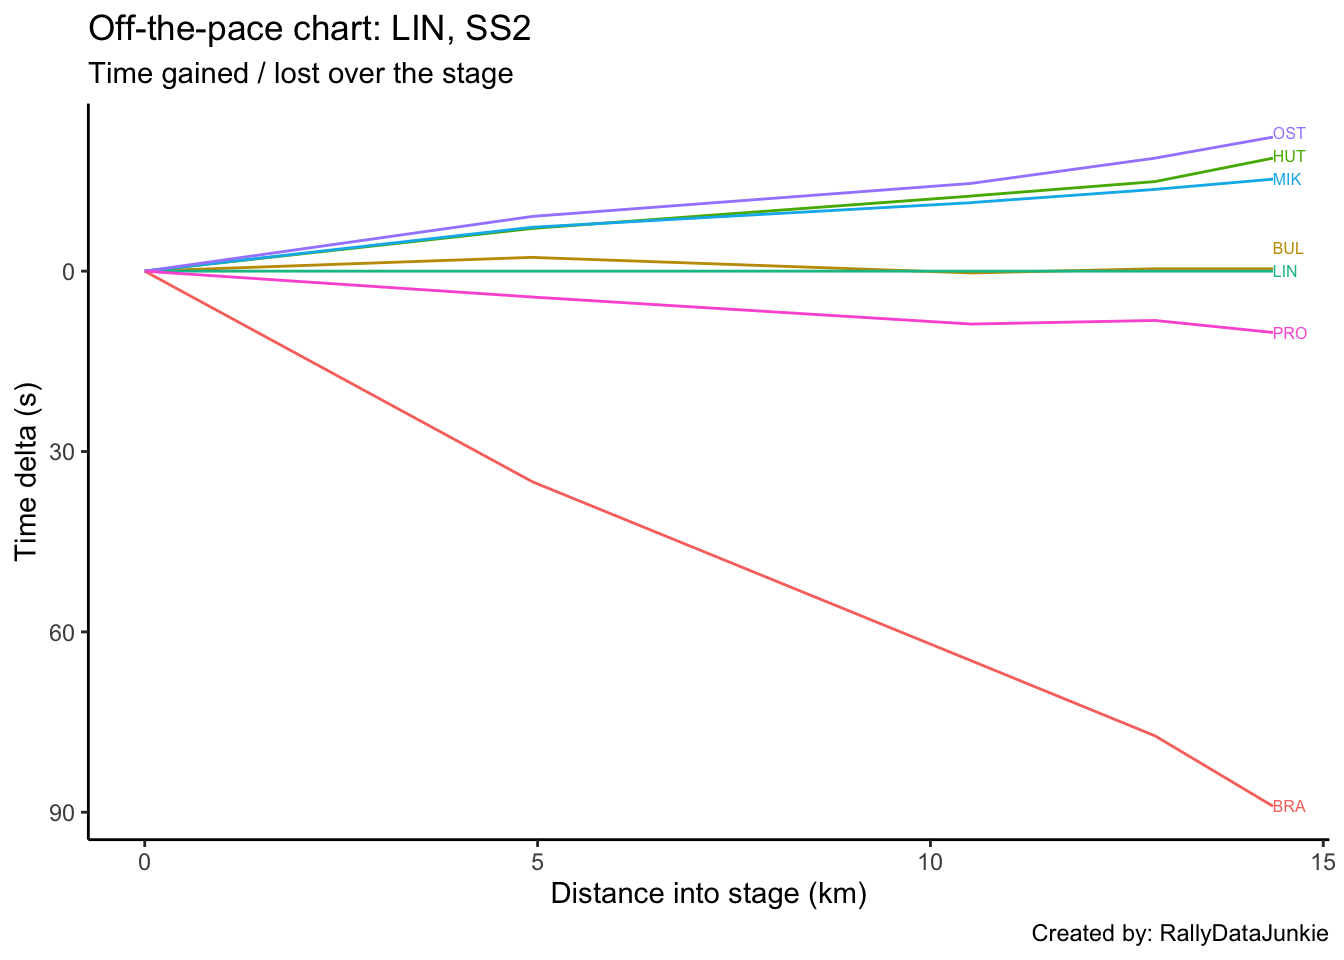 Off-the-pace chart: LIN, SS2
Time gained / lost over the stage
OST
HUT
MIK
BUL
LIN
PRO
BRA
0
30
60
90
Time delta (s)
0
5
10
15
Distance into stage (km)
Created by: RallyDataJunkie